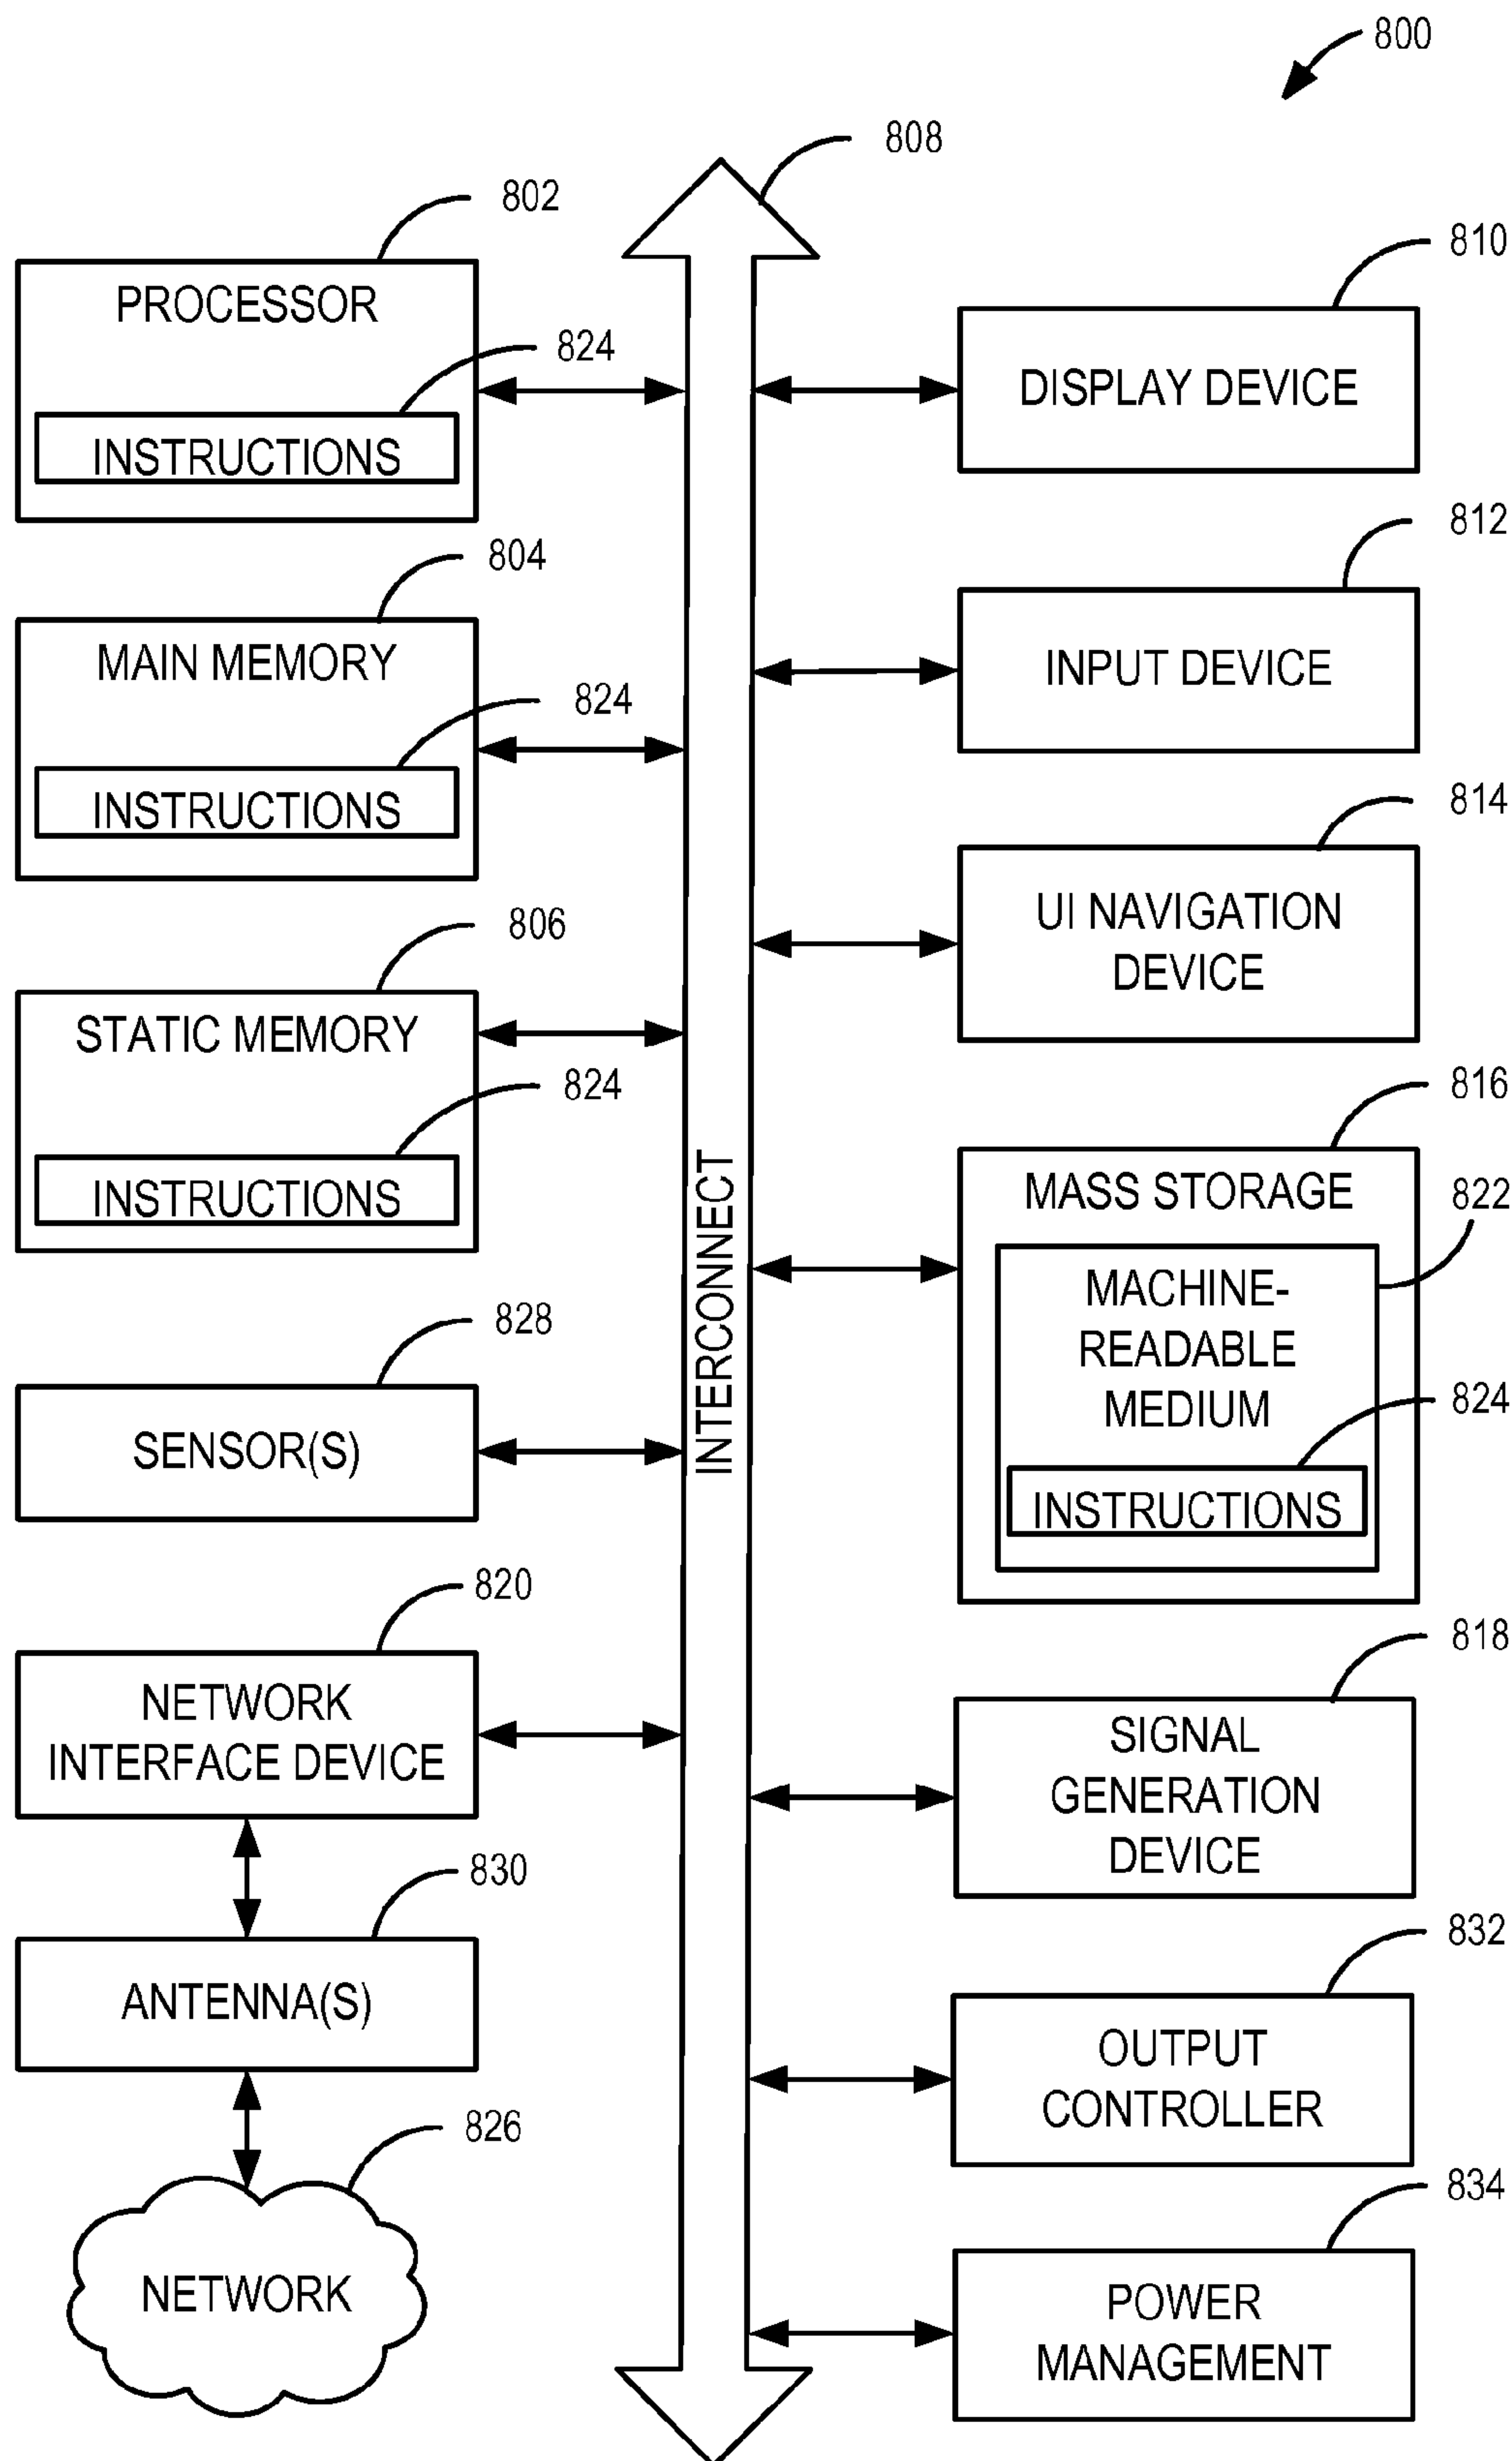 800
808
802
PROCESSOR
824
INSTRUCTIONS
804
MAIN MEMORY
824
INSTRUCTIONS
806
STATIC MEMORY
824
INSTRUCTIONS
828
SENSOR(S)
820
NETWORK
INTERFACE DEVICE
830
ANTENNA(S)
826
NETWORK
INTERCONNECT
810
DISPLAY DEVICE
812
INPUT DEVICE
814
UI NAVIGATION
DEVICE
816
MASS STORAGE
822
MACHINE-
READABLE
MEDIUM
824
INSTRUCTIONS
818
SIGNAL
GENERATION
DEVICE
832
OUTPUT
CONTROLLER
834
POWER
MANAGEMENT